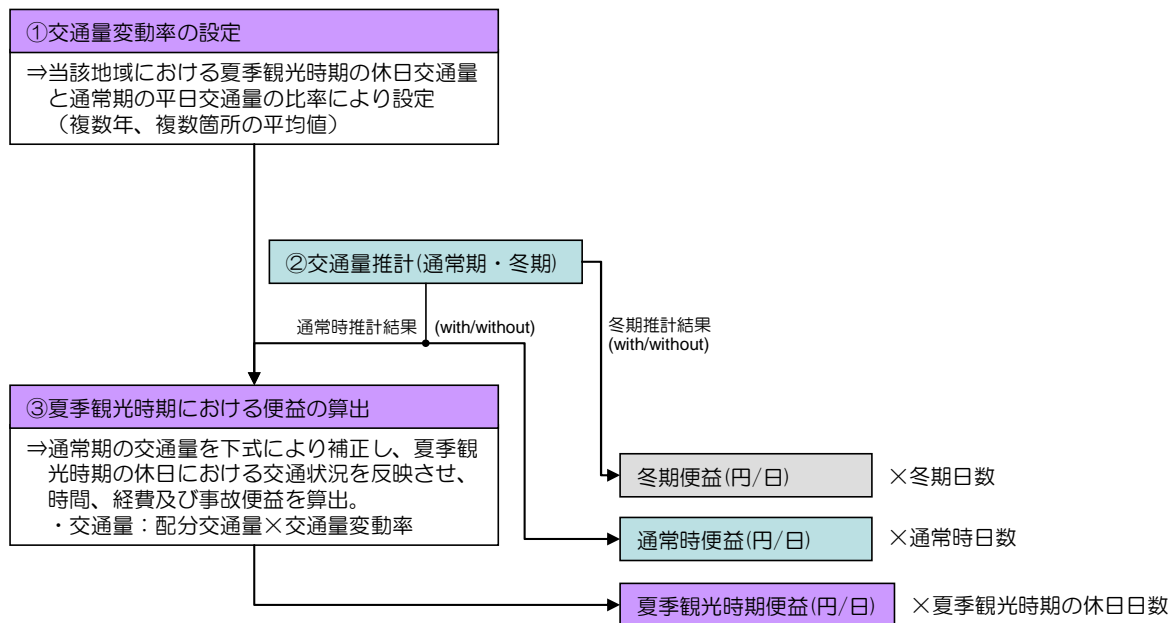 ①交通量変動率の設定
⇒当該地域における夏季観光時期の休日交通量
と通常期の平日交通量の比率により設定
（複数年、複数箇所の平均値）
②交通量推計(通常期・冬期)
通常時推計結果 (with/without)
冬期推計結果
(with/without)
③夏季観光時期における便益の算出
⇒通常期の交通量を下式により補正し、夏季観
光時期の休日における交通状況を反映させ、
時間、経費及び事故便益を算出。
・交通量：配分交通量×交通量変動率
冬期便益(円/日) ×冬期日数
通常時便益(円/日) ×通常時日数
夏季観光時期便益(円/日) ×夏季観光時期の休日日数